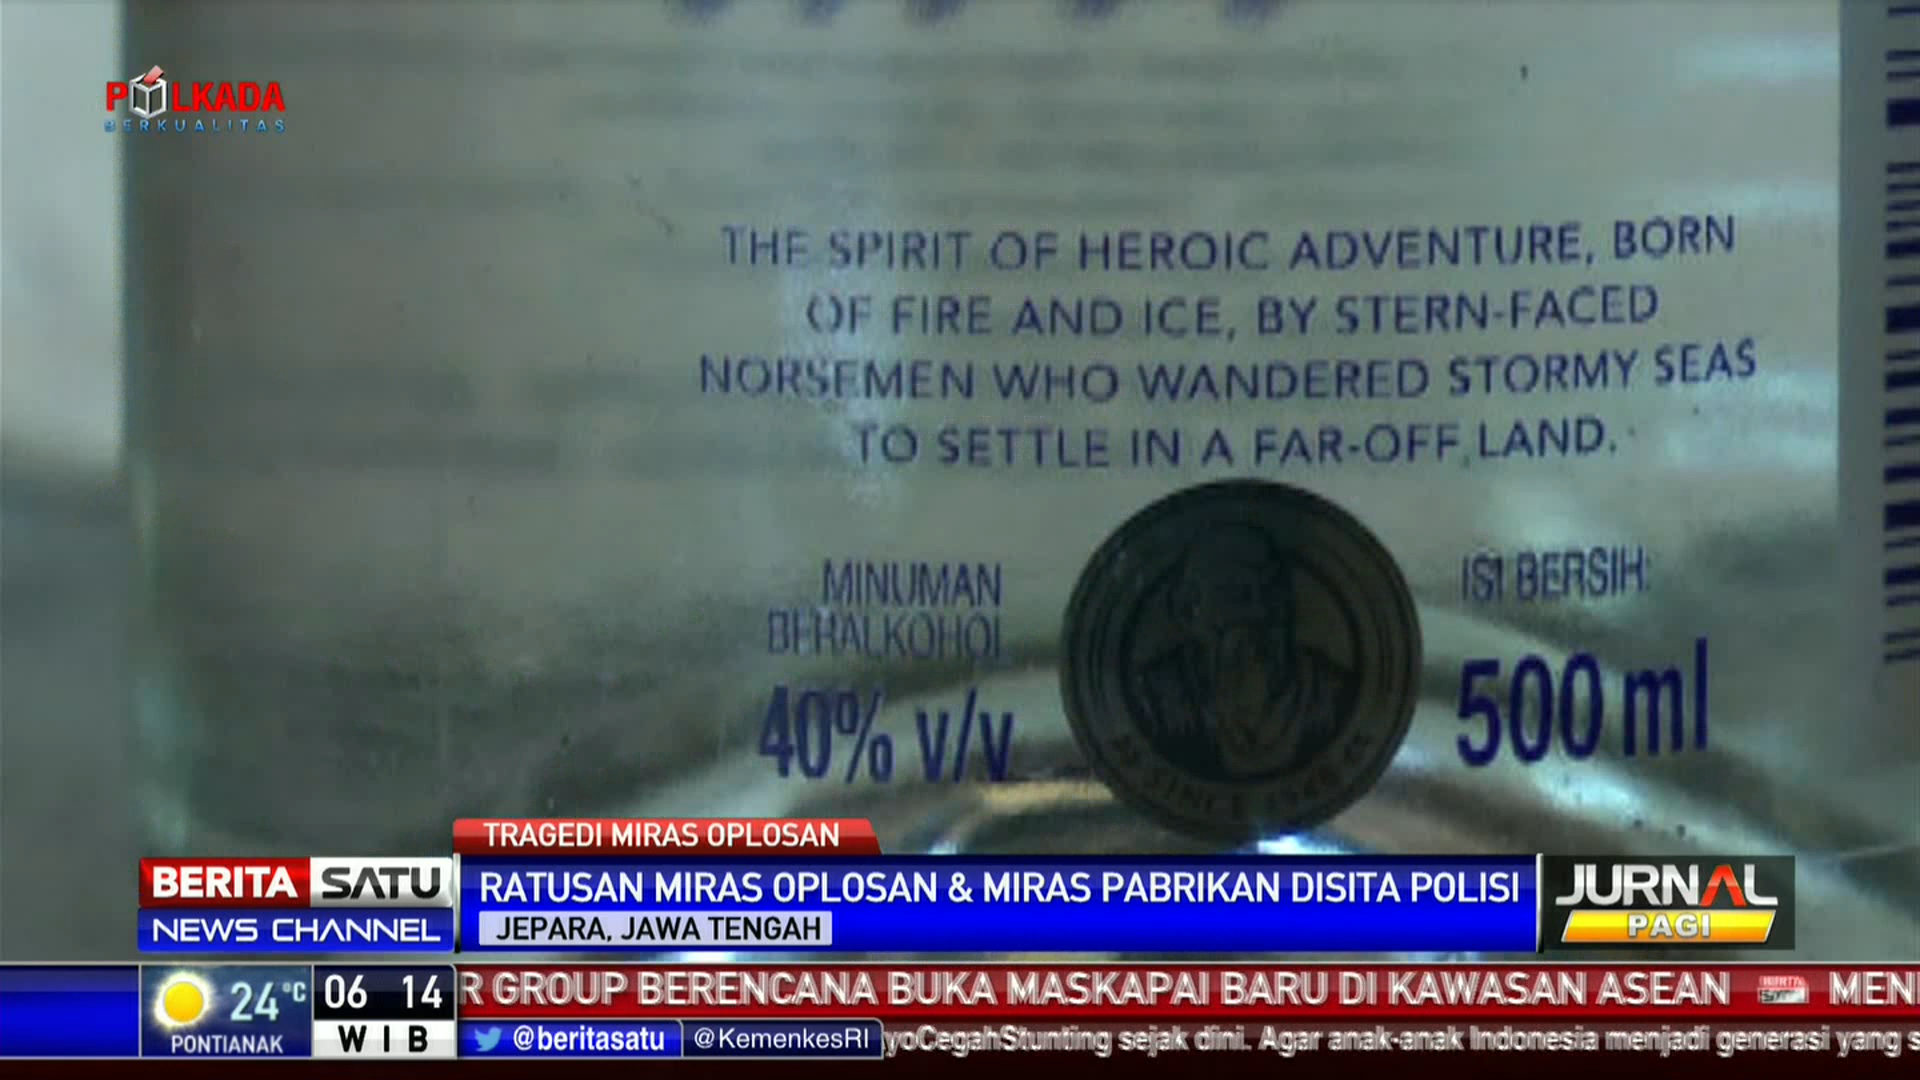 POLKADA
BERKUALITAS
THE SPIRIT OF HEROIC ADVENTURE, BORN
OF FIRE AND ICE, BY STERN-FACED
NORSEMEN WHO WANDERED STORMY SEAS
TO SETTLE IN A FAR-OFF LAND.
MINUMAN
BERALKOHOL
40% v/v
ISI BERSIH:
500 ml
TRAGEDI MIRAS OPLOSAN
BERITA SATU
NEWS CHANNEL
RATUSAN MIRAS OPLOSAN & MIRAS PABRIKAN DISITA POLISI
JEPARA, JAWA TENGAH
JURNAL
PAGI
24°C
PONTIANAK
06 14
WIB
R GROUP BERENCANA BUKA MASKAPAI BARU DI KAWASAN ASEAN
MEN
@beritasatu
@KemenkesRI
yoCegahStunting sejak dini. Agar anak-anak Indonesia menjadi generasi yang s